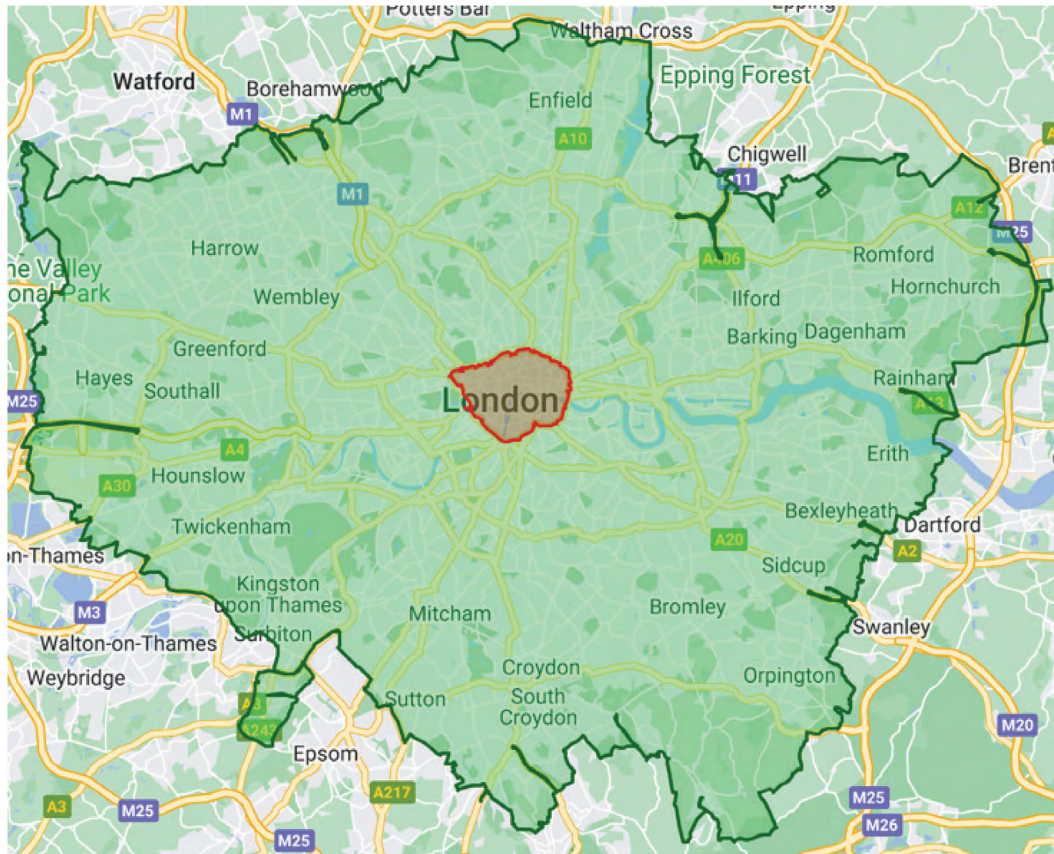 Potters Bar
Epping
Waltham Cross
Watford
Borehamwood
Epping Forest
Enfield
M1
A10
Chigwell
M11
Brent
M1
A12
M25
Harrow
A406
Romford
ne Valley
onal Park
Wembley
Ilford
Hornchurch
Greenford
Barking
Dagenham
Hayes
Southall
Rainham
M25
London
A13
A4
Erith
Hounslow
A30
Bexleyheath
Twickenham
Dartford
on-Thames
A20
A2
Sidcup
Kingston
upon Thames
M3
Mitcham
Bromley
Surbiton
Swanley
Walton-on-Thames
Weybridge
Croydon
Orpington
A3
Sutton
South
Croydon
A243
M20
Epsom
A217
A3
M25
M25
M26
M25